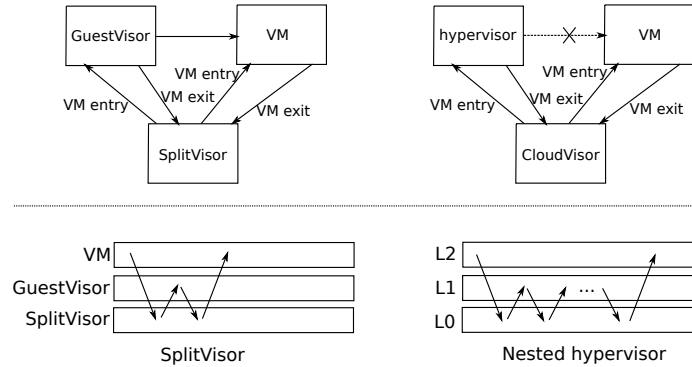 GuestVisor
VM
VM entry
VM entry
VM exit
VM exit
SplitVisor
hypervisor
VM
VM entry
VM entry
VM exit
VM exit
CloudVisor
VM
GuestVisor
SplitVisor
SplitVisor
L2
L1
...
L0
Nested hypervisor